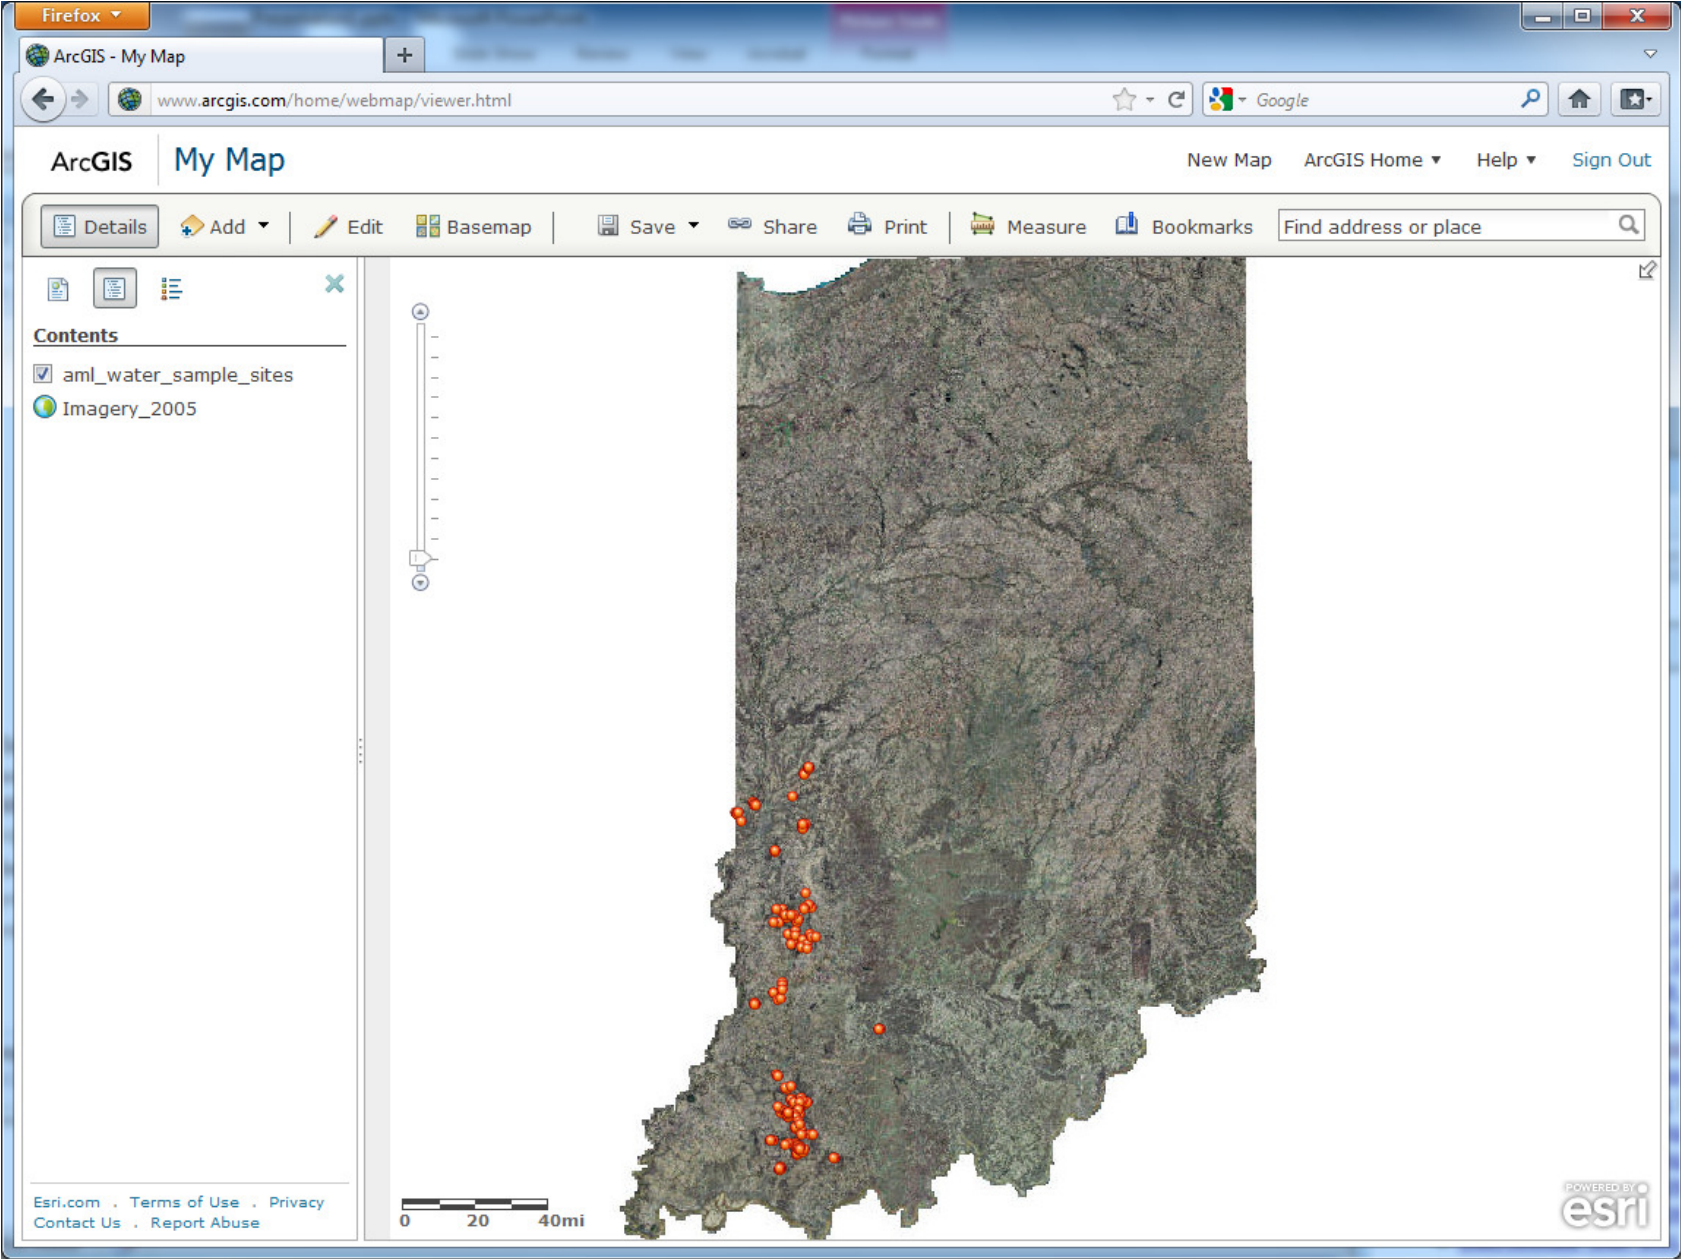 Firefox
ArcGIS - My Map
www.arcgis.com/home/webmap/viewer.html
Google
ArcGIS
My Map
New Map
ArcGIS Home
Help
Sign Out
Details
Add
Edit
Basemap
Save
Share
Print
Measure
Bookmarks
Find address or place
Contents
aml_water_sample_sites
Imagery_2005
Esri.com . Terms of Use . Privacy
Contact Us . Report Abuse
0 20 40mi
POWERED BY
esri